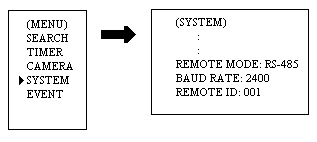 (MENU)
SEARCH
TIMER
CAMERA
SYSTEM
EVENT
(SYSTEM)
:
:
REMOTE MODE: RS-485
BAUD RATE: 2400
REMOTE ID: 001